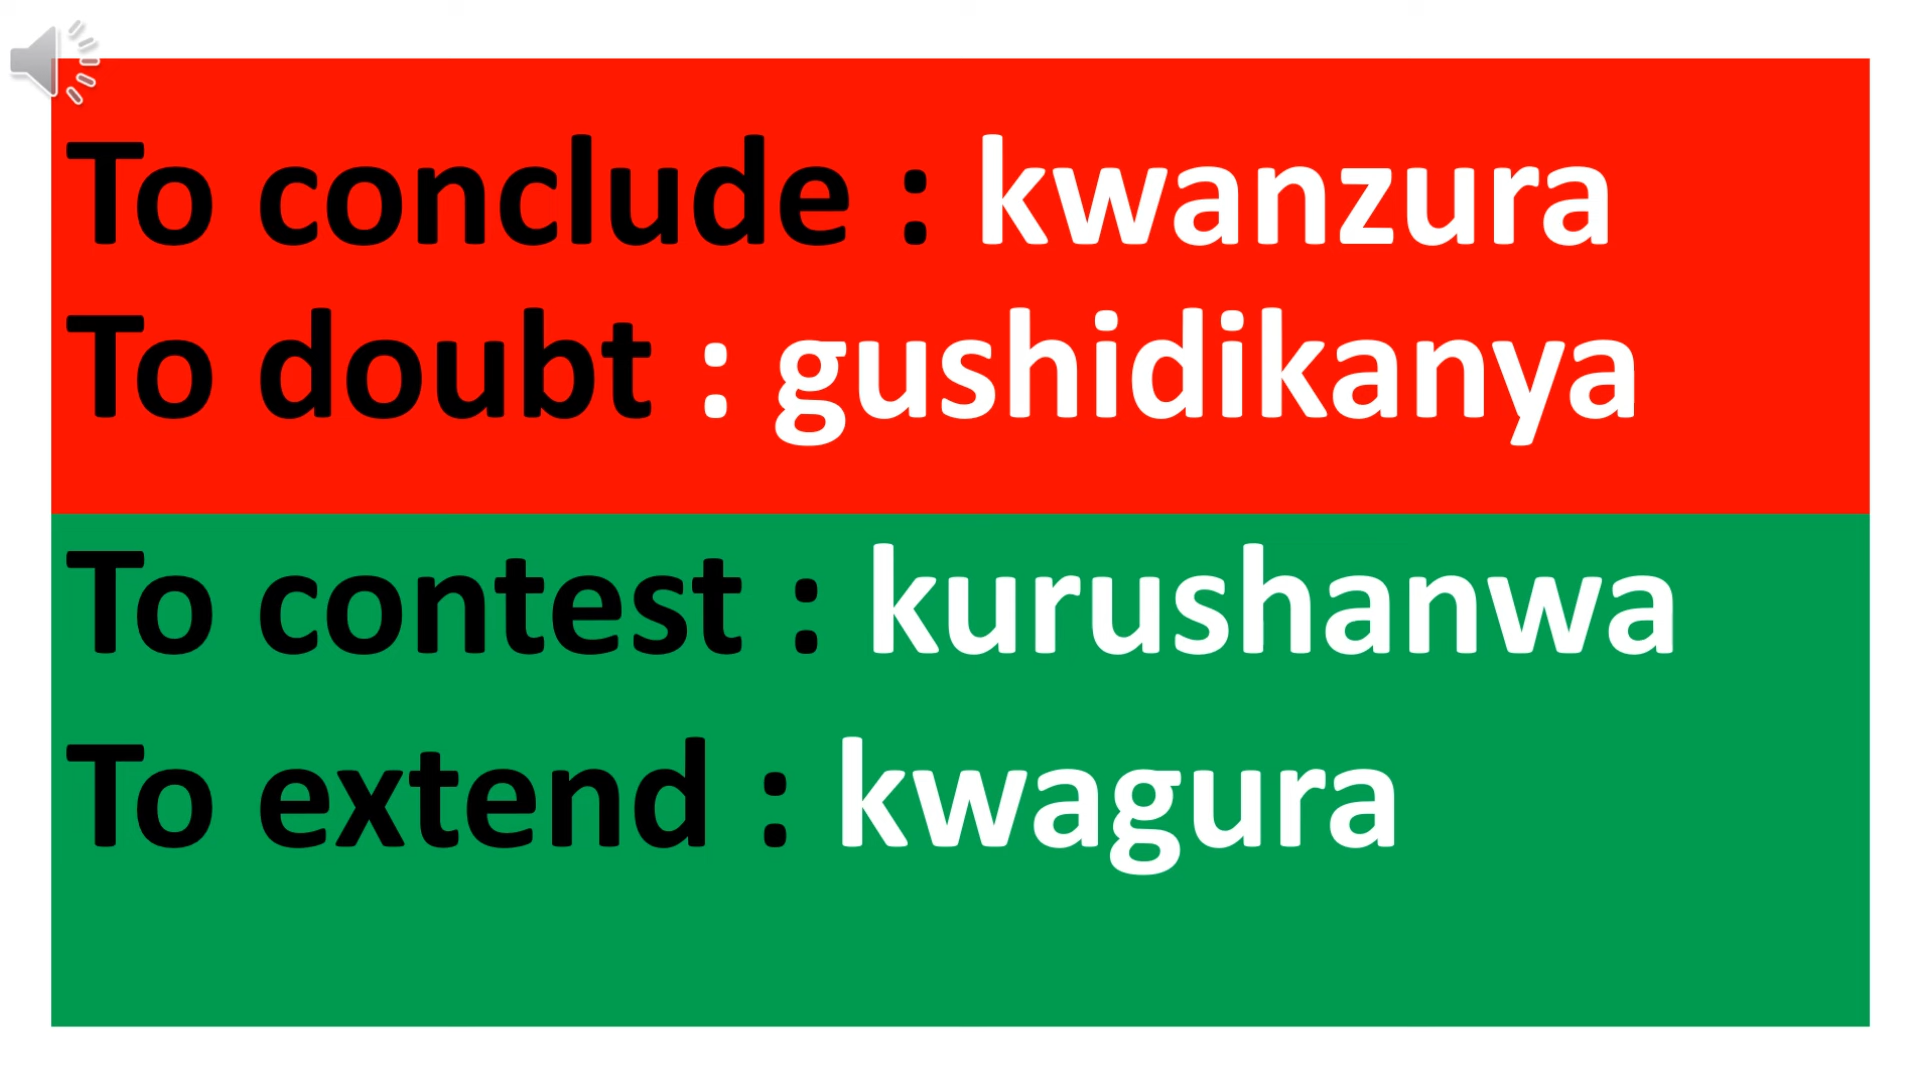 To conclude : kwanzura
To doubt : gushidikanya
To contest : kurushanwa
To extend : kwagura